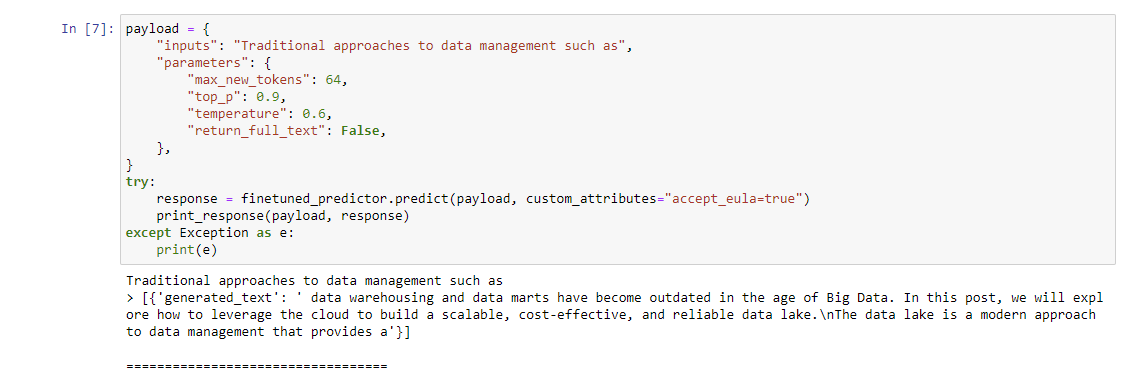 In [7]: payload = {
    "inputs": "Traditional approaches to data management such as",
    "parameters": {
        "max_new_tokens": 64,
        "top_p": 0.9,
        "temperature": 0.6,
        "return_full_text": False,
    },
}
try:
    response = finetuned_predictor.predict(payload, custom_attributes="accept_eula=true")
    print_response(payload, response)
except Exception as e:
    print(e)
Traditional approaches to data management such as
> [{'generated_text': ' data warehousing and data marts have become outdated in the age of Big Data. In this post, we will expl
ore how to leverage the cloud to build a scalable, cost-effective, and reliable data lake.\nThe data lake is a modern approach
to data management that provides a'}]
==================================